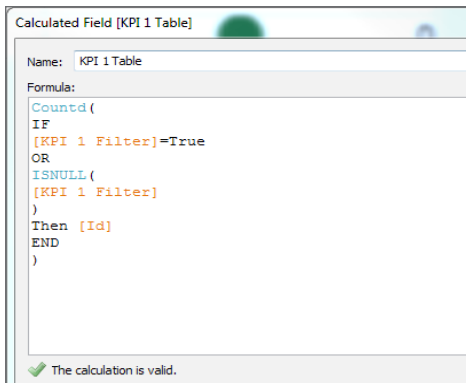 Calculated Field [KPI 1 Table]
Name: KPI 1 Table
Formula:
Countd(
IF
[KPI 1 Filter]=True
OR
ISNULL(
[KPI 1 Filter]
)
Then [Id]
END
)
The calculation is valid.